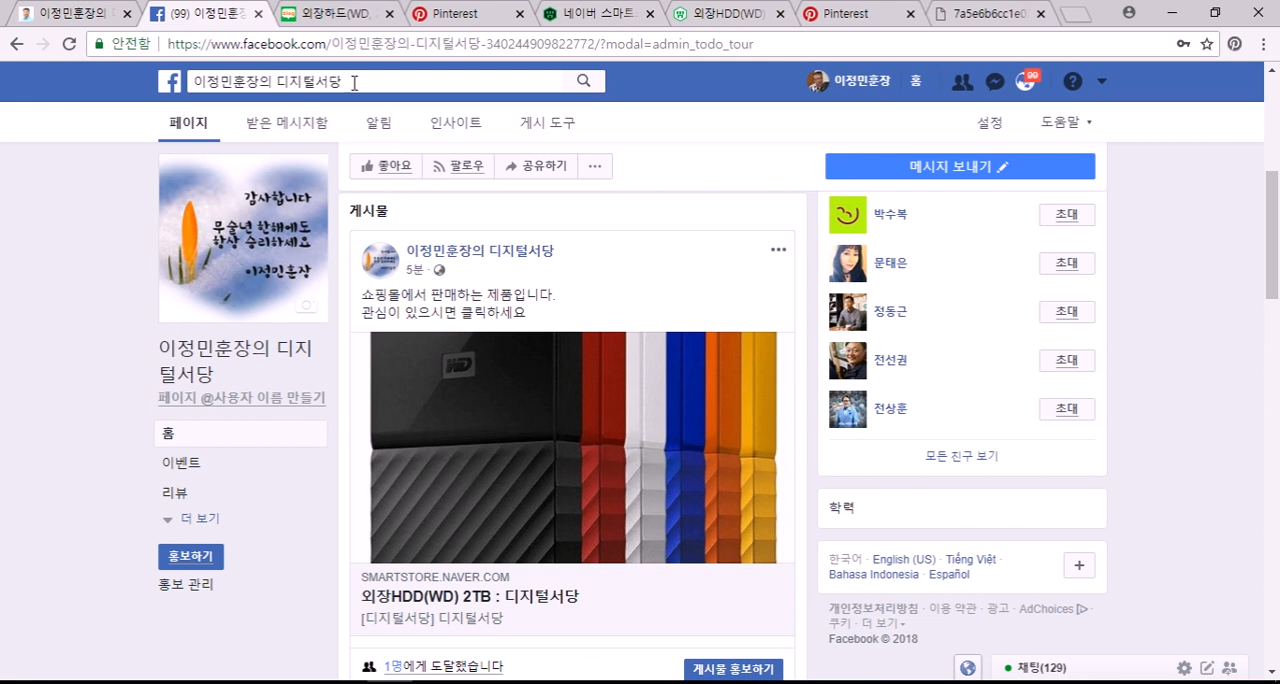 이정민훈장의
(99) 이정민훈장
외장하드(WD,
Pinterest
네이버 스마트
외장HDD(WD)
Pinterest
7a5e6b6cc1e0
안전함
https://www.facebook.com/이정민훈장의-디지털서당-340244909822772/?modal=admin_todo_tour
이정민훈장의 디지털서당
이정민훈장
홈
99
페이지
받은 메시지함
알림
인사이트
게시 도구
설정
도움말
감사합니다
무술년 한해에도
항상 승리하세요
이정민훈장
이정민훈장의 디지
털서당
페이지 @사용자 이름 만들기
홈
이벤트
리뷰
더 보기
홍보하기
홍보 관리
좋아요
팔로우
공유하기
게시물
이정민훈장의 디지털서당
5분
쇼핑몰에서 판매하는 제품입니다.
관심이 있으시면 클릭하세요
WD
SMARTSTORE.NAVER.COM
외장HDD(WD) 2TB : 디지털서당
[디지털서당] 디지털서당
1명에게 도달했습니다
게시물 홍보하기
메시지 보내기
박수복 초대
문태은 초대
정동근 초대
전선권 초대
전상훈 초대
모든 친구 보기
학력
한국어 · English (US) · Tiếng Việt ·
Bahasa Indonesia · Español
개인정보처리방침 · 이용 약관 · 광고 · AdChoices ·
쿠키 · 더 보기
Facebook © 2018
채팅(129)